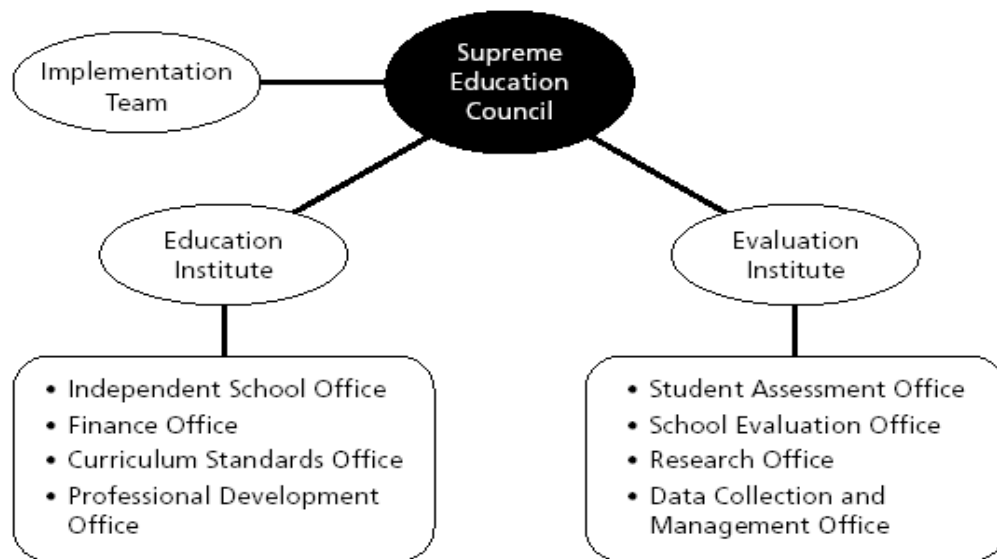 Implementation
Team
Supreme
Education
Council
Education
Institute
Evaluation
Institute
• Independent School Office
• Finance Office
• Curriculum Standards Office
• Professional Development
Office
• Student Assessment Office
• School Evaluation Office
• Research Office
• Data Collection and
Management Office